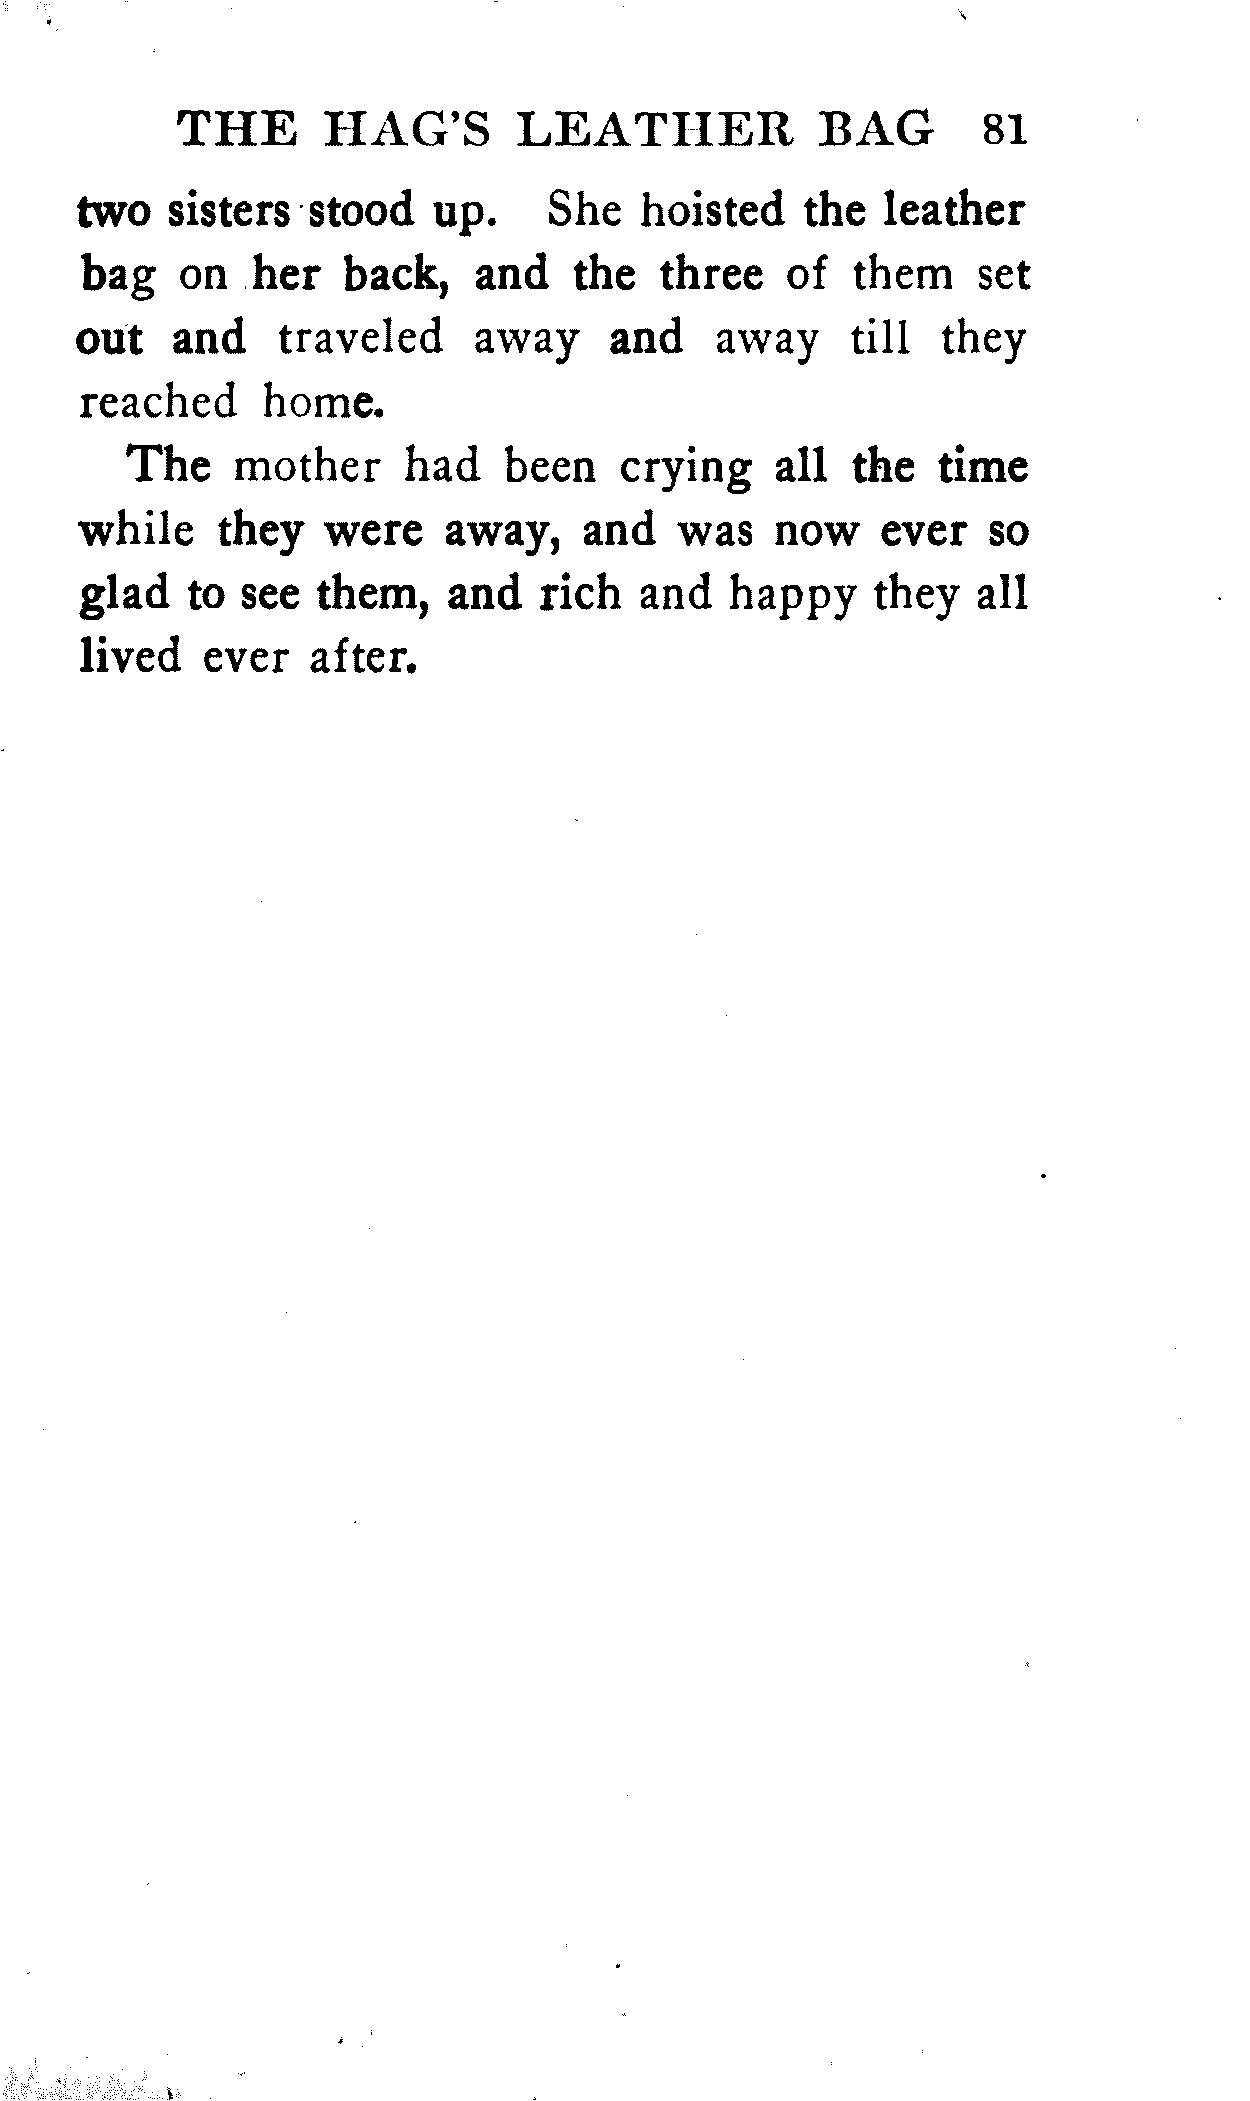 THE HAG'S LEATHER BAG 81
two sisters stood up. She hoisted the leather
bag on her back, and the three of them set
out and traveled away and away till they
reached home.
The mother had been crying all the time
while they were away, and was now ever so
glad to see them, and rich and happy they all
lived ever after.